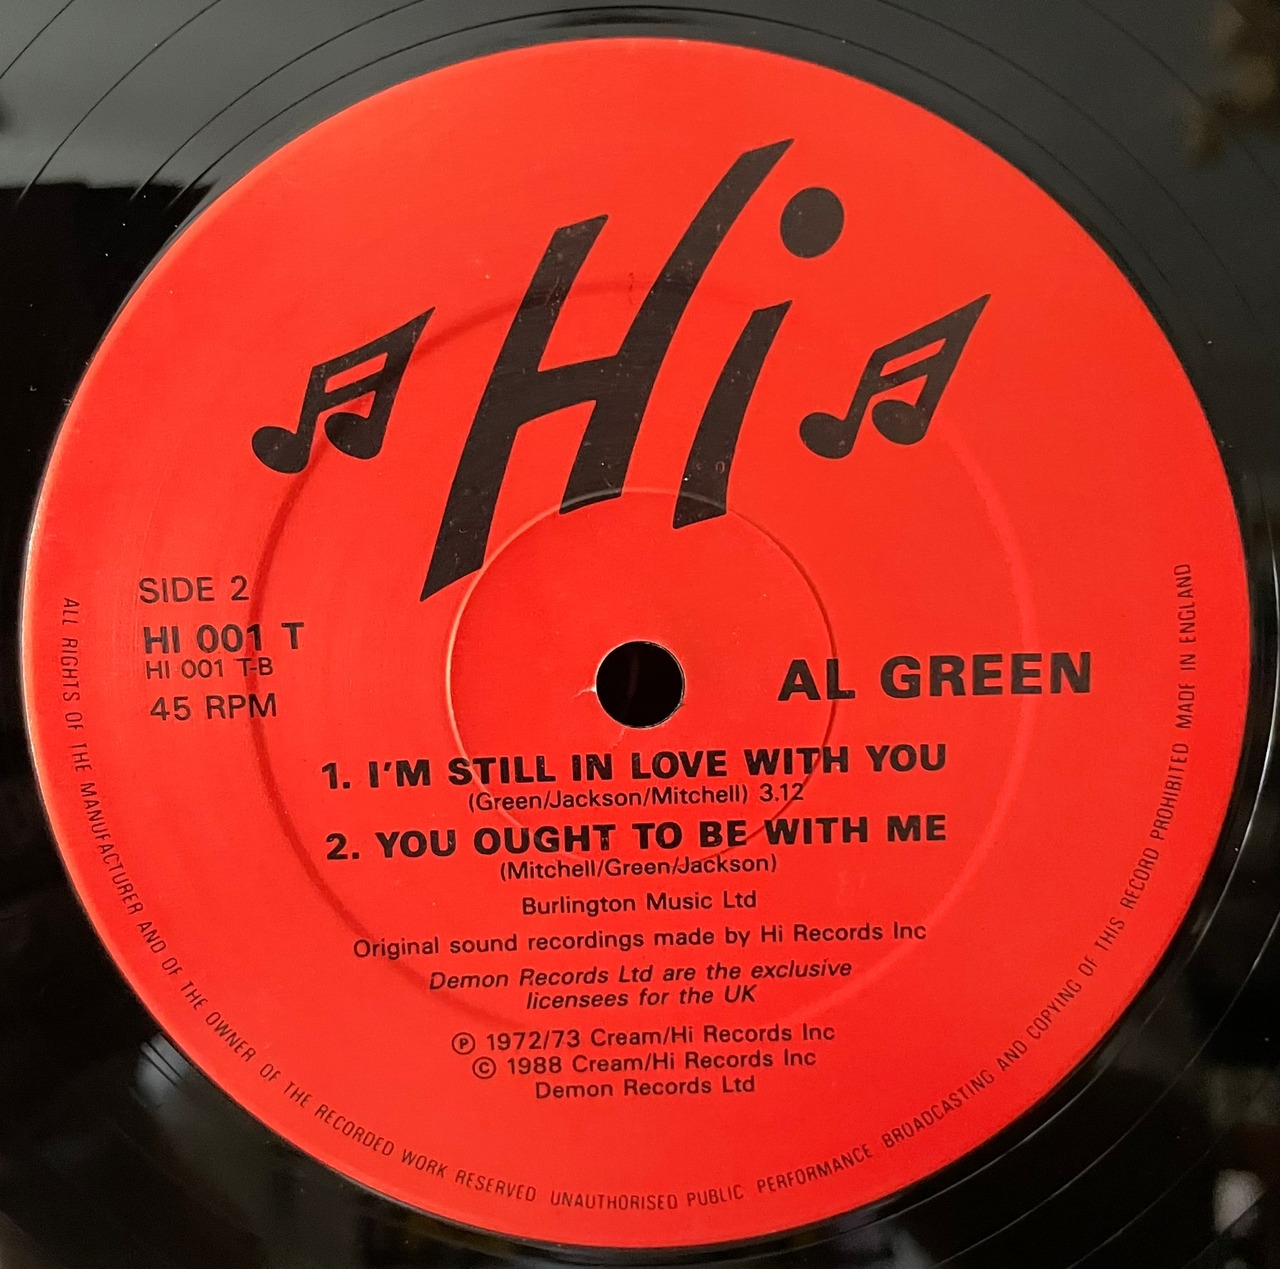 Hi
SIDE 2
HI 001 T
HI 001 T-B
45 RPM
AL GREEN
1. I'M STILL IN LOVE WITH YOU
(Green/Jackson/Mitchell) 3.12
2. YOU OUGHT TO BE WITH ME
(Mitchell/Green/Jackson)
Burlington Music Ltd
Original sound recordings made by Hi Records Inc
Demon Records Ltd are the exclusive
licensees for the UK
℗ 1972/73 Cream/Hi Records Inc
© 1988 Cream/Hi Records Inc
Demon Records Ltd
ALL RIGHTS OF THE MANUFACTURER AND OF THE OWNER OF THE RECORDED WORK RESERVED UNAUTHORISED PUBLIC PERFORMANCE BROADCASTING AND COPYING OF THIS RECORD PROHIBITED MADE IN ENGLAND